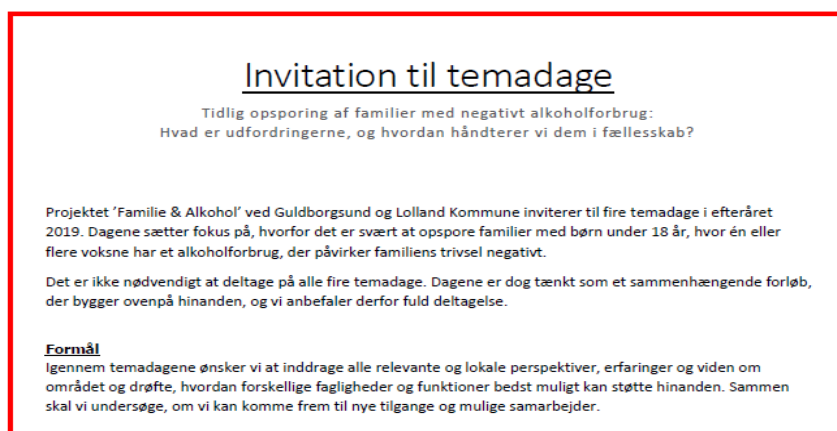 Invitation til temadage
Tidlig opsporing af familier med negativt alkoholforbrug:
Hvad er udfordringerne, og hvordan håndterer vi dem i fællesskab?
Projektet 'Familie & Alkohol' ved Guldborgsund og Lolland Kommune inviterer til fire temadage i efteråret
2019. Dagene sætter fokus på, hvorfor det er svært at opspore familier med børn under 18 år, hvor én eller
flere voksne har et alkoholforbrug, der påvirker familiens trivsel negativt.
Det er ikke nødvendigt at deltage på alle fire temadage. Dagene er dog tænkt som et sammenhængende forløb,
der bygger ovenpå hinanden, og vi anbefaler derfor fuld deltagelse.
Formål
Igennem temadagene ønsker vi at inddrage alle relevante og lokale perspektiver, erfaringer og viden om
området og drøfte, hvordan forskellige fagligheder og funktioner bedst muligt kan støtte hinanden. Sammen
skal vi undersøge, om vi kan komme frem til nye tilgange og mulige samarbejder.